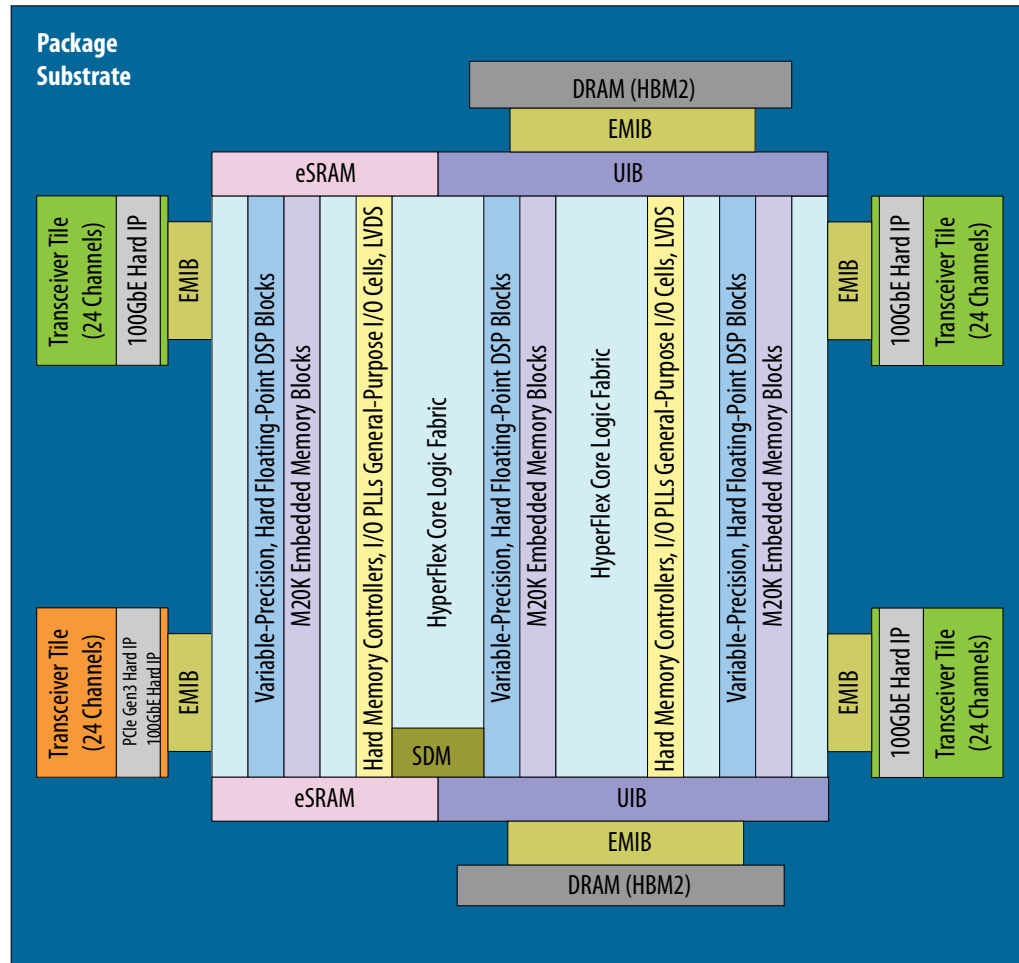 Package
Substrate
DRAM (HBM2)
EMIB
eSRAM
UIB
Transceiver Tile
(24 Channels)
100GbE Hard IP
EMIB
Variable-Precision, Hard Floating-Point DSP Blocks
M20K Embedded Memory Blocks
Hard Memory Controllers, I/O PLLs General-Purpose I/O Cells, LVDS
HyperFlex Core Logic Fabric
Variable-Precision, Hard Floating-Point DSP Blocks
M20K Embedded Memory Blocks
HyperFlex Core Logic Fabric
Hard Memory Controllers, I/O PLLs General-Purpose I/O Cells, LVDS
Variable-Precision, Hard Floating-Point DSP Blocks
M20K Embedded Memory Blocks
EMIB
100GbE Hard IP
Transceiver Tile
(24 Channels)
Transceiver Tile
(24 Channels)
PCIe Gen3 Hard IP
100GbE Hard IP
EMIB
SDM
EMIB
100GbE Hard IP
Transceiver Tile
(24 Channels)
eSRAM
UIB
EMIB
DRAM (HBM2)